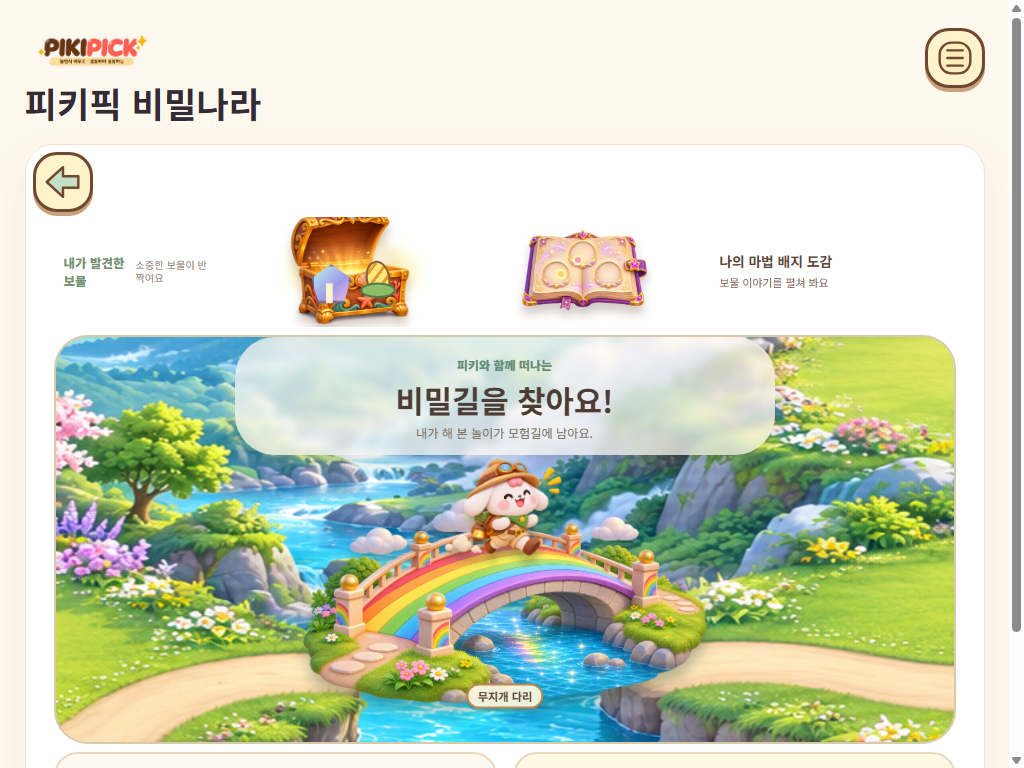 PIKIPICK
피키픽 비밀나라
내가 발견한
보물
소중한 보물이 반
짝여요
나의 마법 배지 도감
보물 이야기를 펼쳐 봐요
피키와 함께 떠나는
비밀길을 찾아요!
내가 해 본 놀이가 모험길에 남아요.
무지개 다리